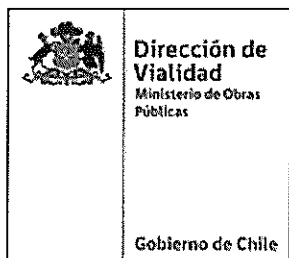 Dirección de
Vialidad
Ministerio de Obras
Públicas
Gobierno de Chile